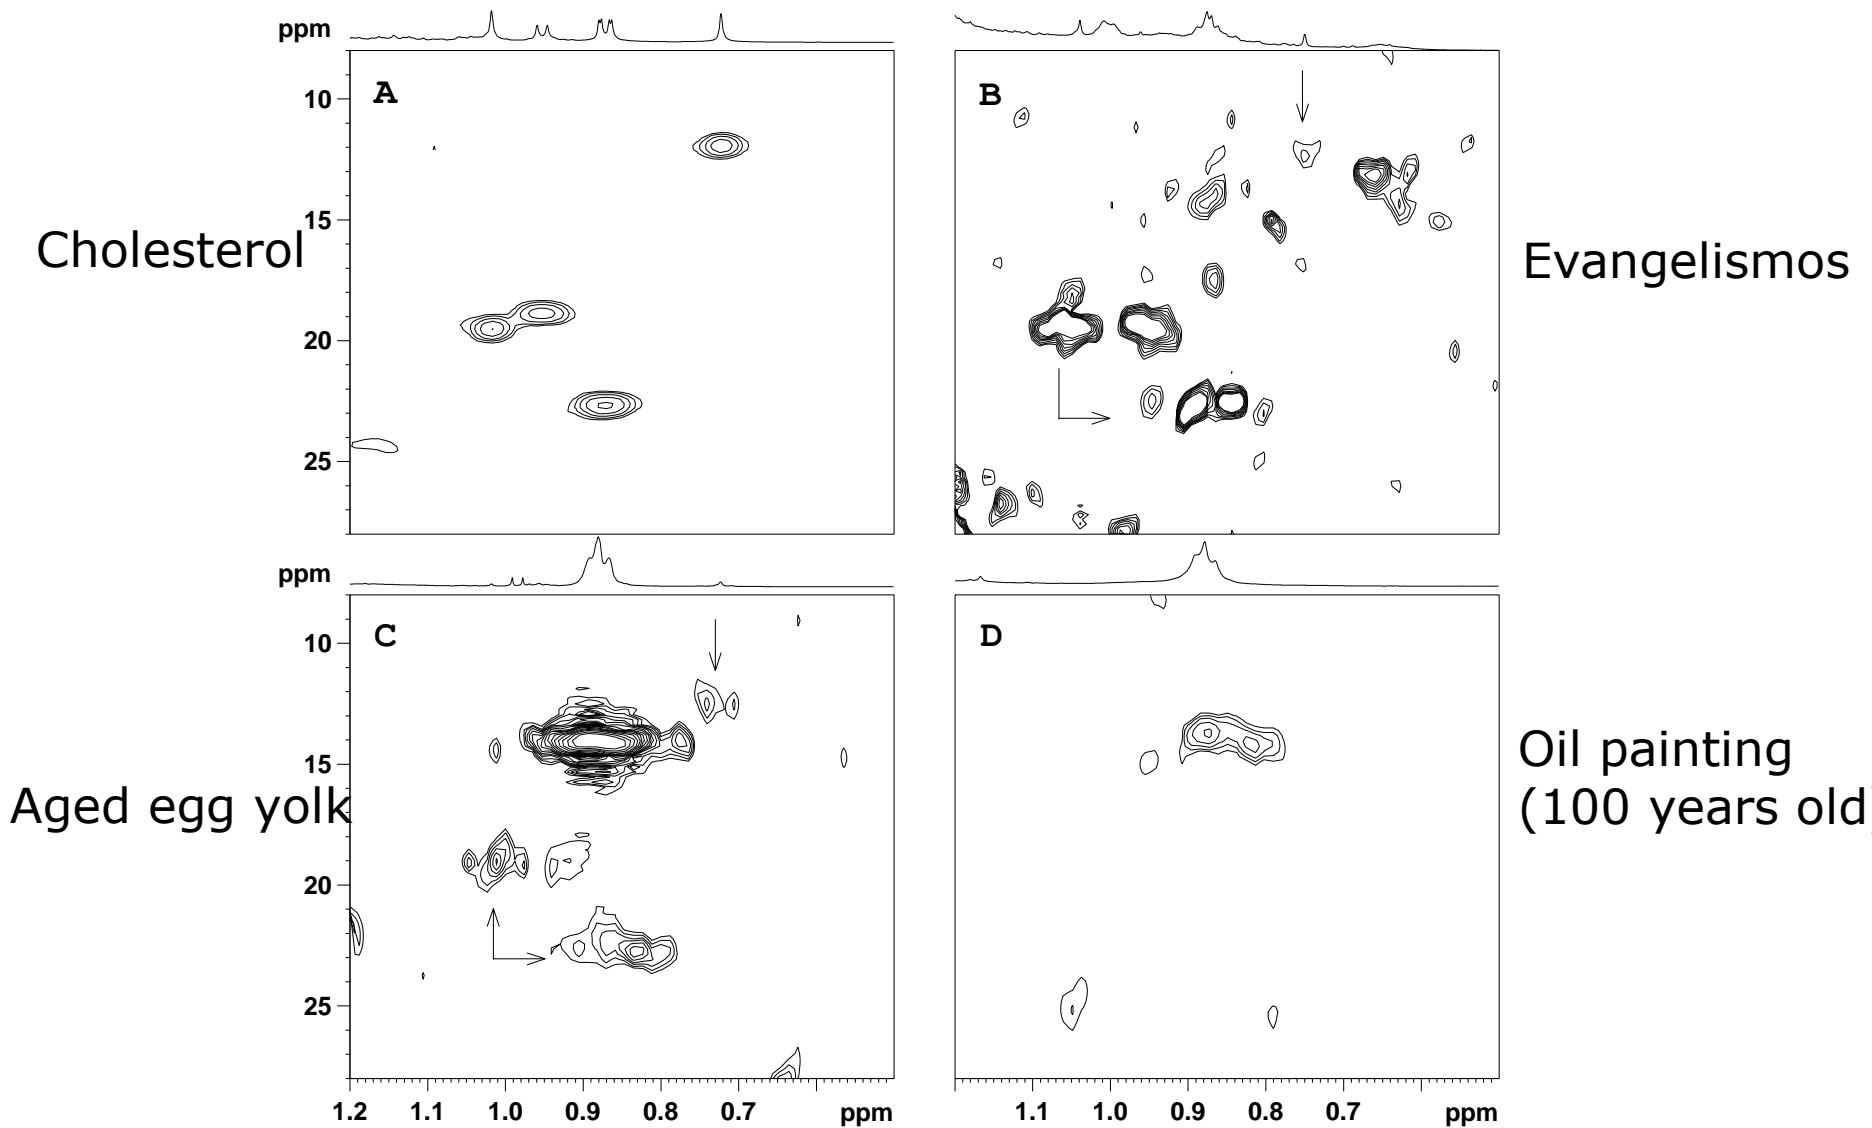 ppm
A
B
10
15
20
25
Cholesterol
Evangelismos
ppm
C
D
10
15
20
25
Aged egg yolk
Oil painting
(100 years old)
1.2 1.1 1.0 0.9 0.8 0.7 ppm
1.1 1.0 0.9 0.8 0.7 ppm